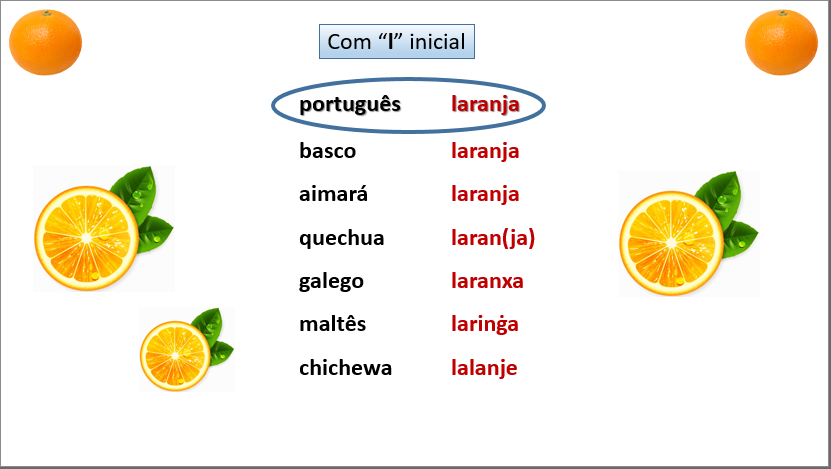 Com “l” inicial
português laranja
basco laranja
aimará laranja
quechua laran(ja)
galego laranxa
maltês larinġa
chichewa lalanje